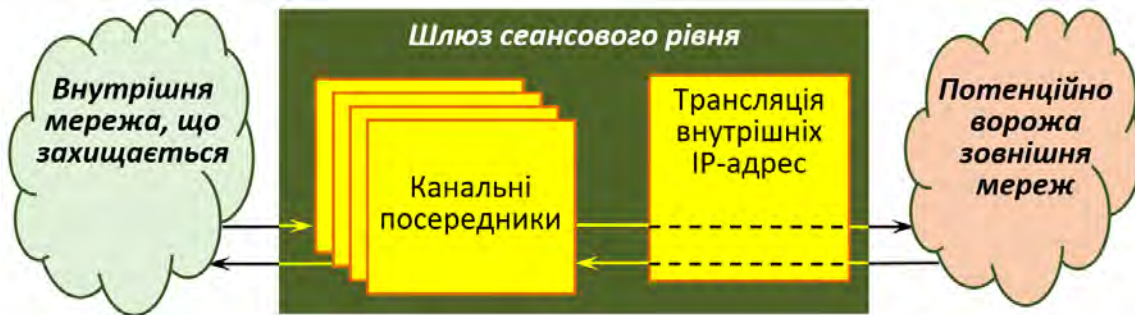 Шлюз сеансового рівня
Внутрішня
мережа, що
захищається
Канальні
посередники
Трансляція
внутрішніх
IP-адрес
Потенційно
ворожа
зовнішня
мереж